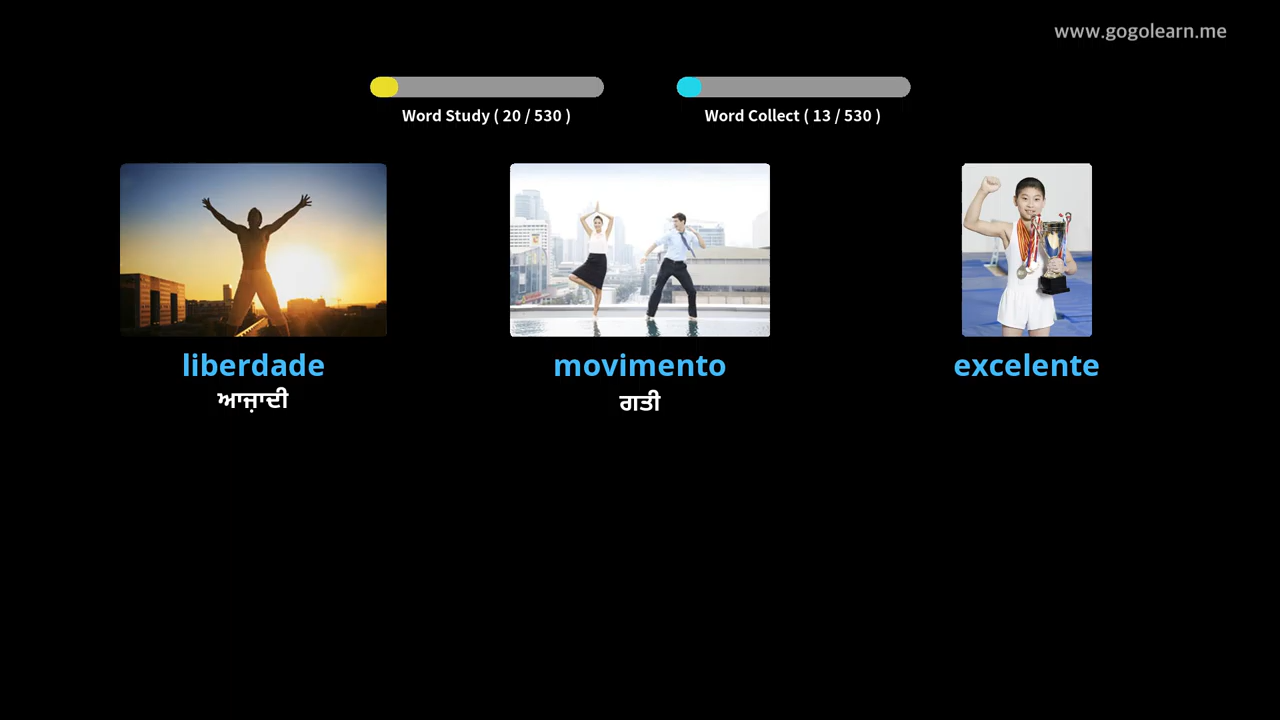 www.gogolearn.me
Word Study ( 20 / 530 )
Word Collect ( 13 / 530 )
liberdade
ਆਜ਼ਾਦੀ
movimento
ਗਤੀ
excelente